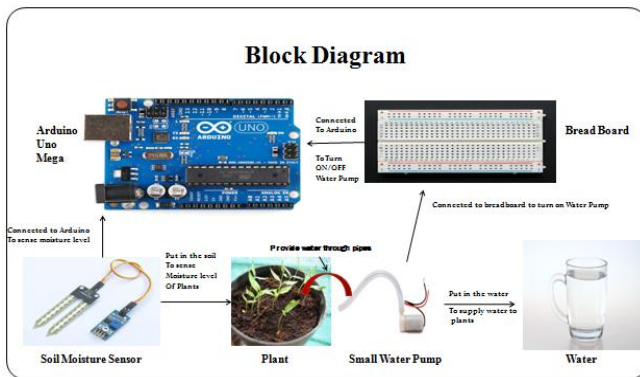 Block Diagram
Arduino
Uno
Mega
UNO
ARDUINO
Connected
To Arduino
To Turn
ON/OFF
Water Pump
Bread Board
Connected to Arduino
To sense moisture level
Put in the soil
To sense
Moisture level
Of Plants
Provide water through pipes
Connected to breadboard to turn on Water Pump
Put in the water
To supply water to
plants
Soil Moisture Sensor
Plant
Small Water Pump
Water